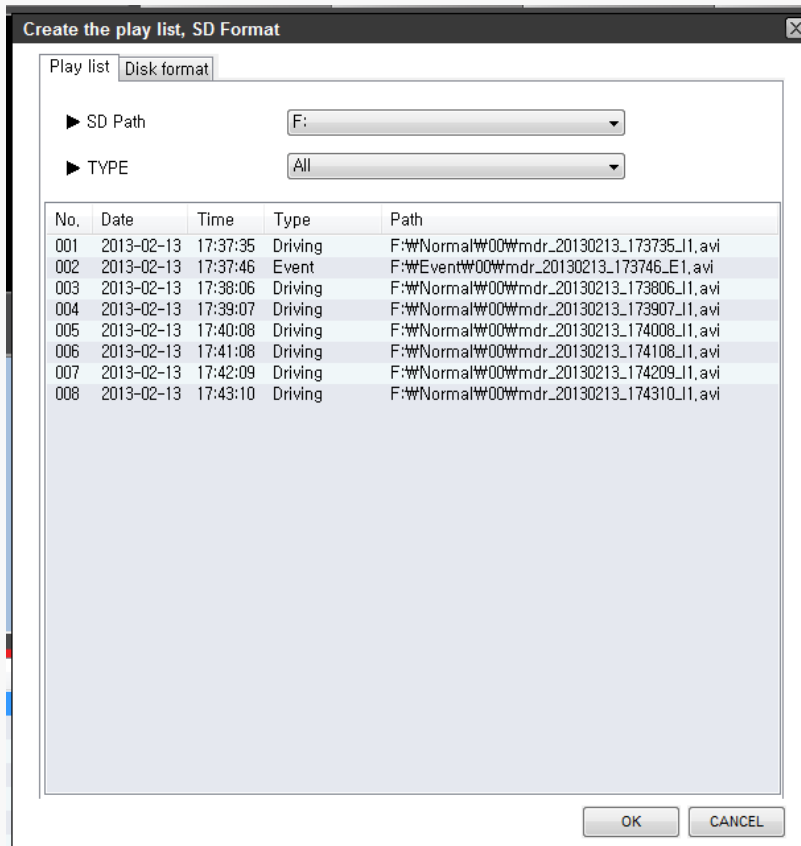 Create the play list, SD Format
Play list Disk format
▶ SD Path F:
▶ TYPE All
No. Date Time Type Path
001 2013-02-13 17:37:35 Driving F:₩Normal₩00₩mdr_20130213_173735_I1.avi
002 2013-02-13 17:37:46 Event F:₩Event₩00₩mdr_20130213_173746_E1.avi
003 2013-02-13 17:38:06 Driving F:₩Normal₩00₩mdr_20130213_173806_I1.avi
004 2013-02-13 17:39:07 Driving F:₩Normal₩00₩mdr_20130213_173907_I1.avi
005 2013-02-13 17:40:08 Driving F:₩Normal₩00₩mdr_20130213_174008_I1.avi
006 2013-02-13 17:41:08 Driving F:₩Normal₩00₩mdr_20130213_174108_I1.avi
007 2013-02-13 17:42:09 Driving F:₩Normal₩00₩mdr_20130213_174209_I1.avi
008 2013-02-13 17:43:10 Driving F:₩Normal₩00₩mdr_20130213_174310_I1.avi
OK CANCEL